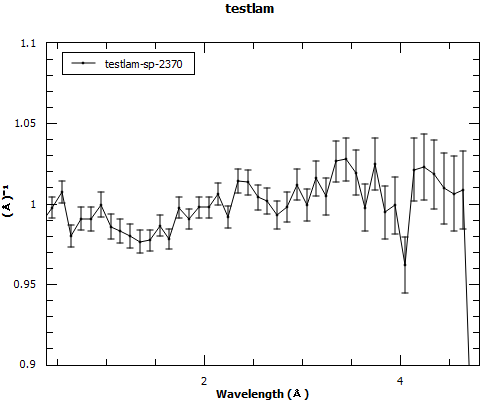 testlam
1.1
testlam-sp-2370
1.05
(Å)⁻¹
1
0.95
0.9
2
4
Wavelength (Å)